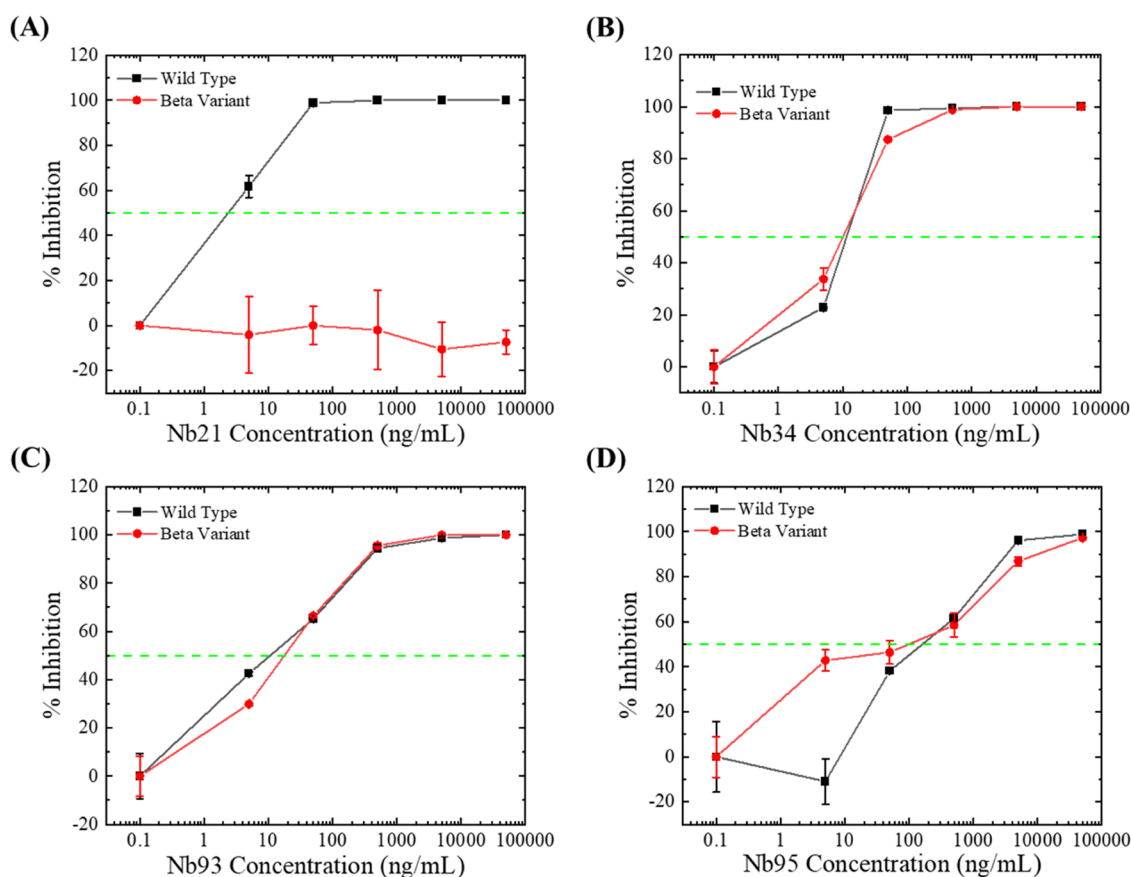 (A)
120
100
80
60
40
20
0
-20
% Inhibition
Wild Type
Beta Variant
0.1 1 10 100 1000 10000 100000
Nb21 Concentration (ng/mL)
(B)
120
100
80
60
40
20
0
% Inhibition
Wild Type
Beta Variant
0.1 1 10 100 1000 10000 100000
Nb34 Concentration (ng/mL)
(C)
120
100
80
60
40
20
0
-20
% Inhibition
Wild Type
Beta Variant
0.1 1 10 100 1000 10000 100000
Nb93 Concentration (ng/mL)
(D)
120
100
80
60
40
20
0
-20
% Inhibition
Wild Type
Beta Variant
0.1 1 10 100 1000 10000 100000
Nb95 Concentration (ng/mL)